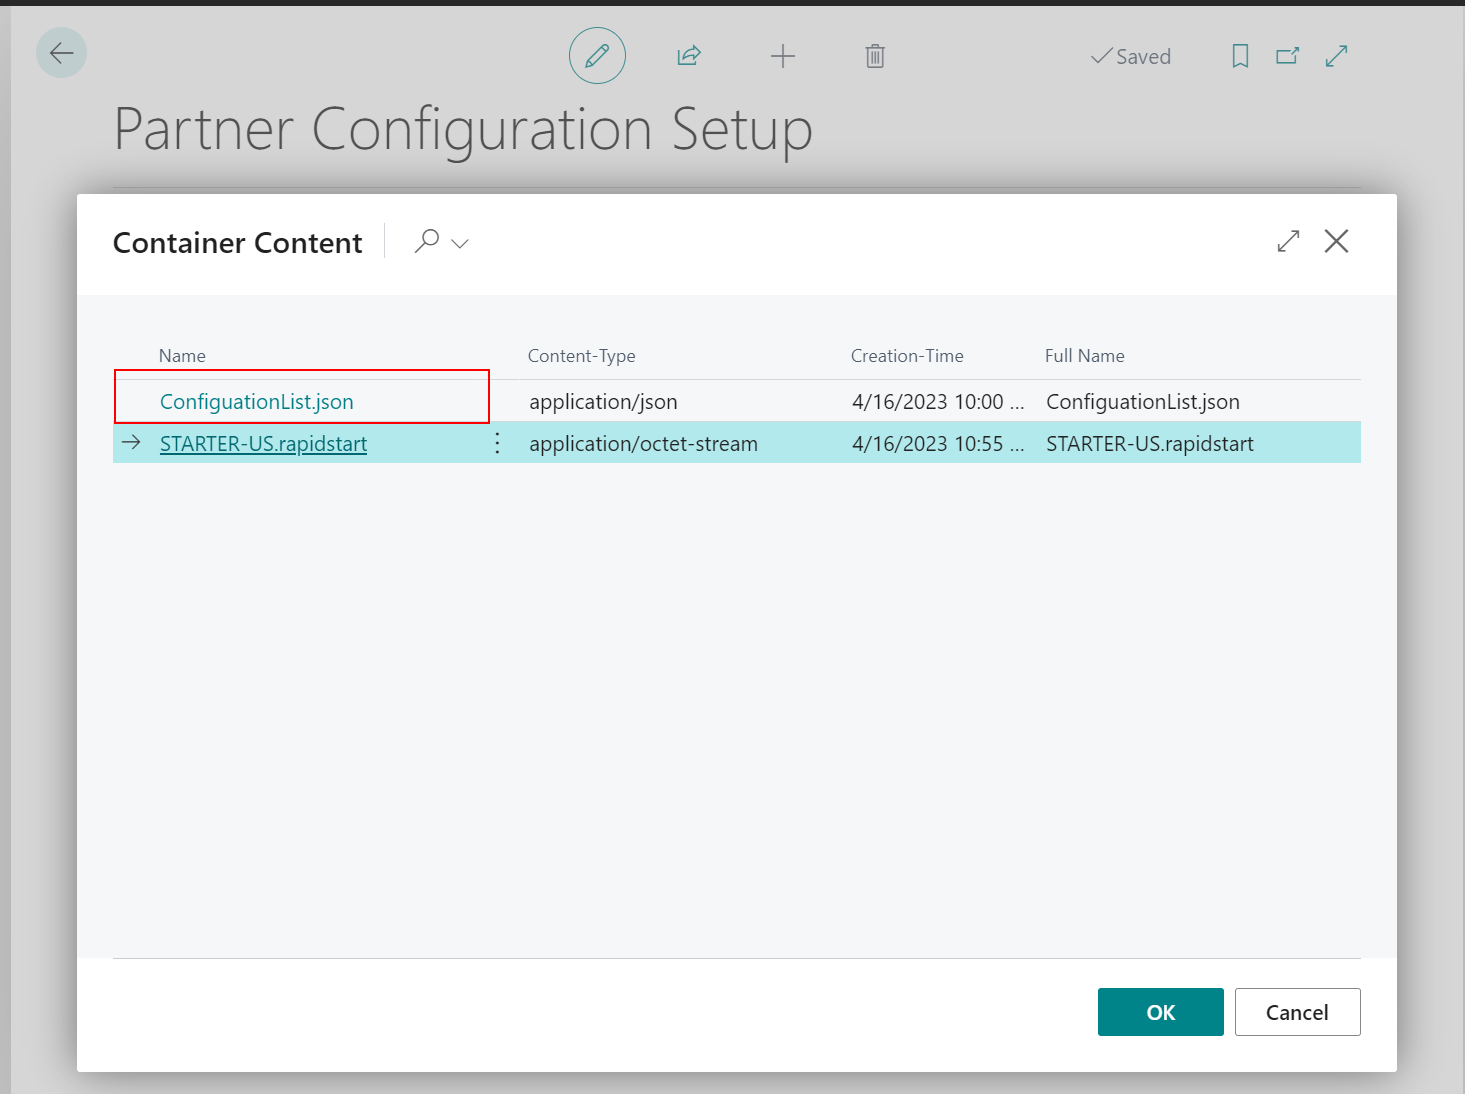 Saved
Partner Configuration Setup
Container Content
Name Content-Type Creation-Time Full Name
ConfiguationList.json application/json 4/16/2023 10:00 ... ConfiguationList.json
STARTER-US.rapidstart application/octet-stream 4/16/2023 10:55 ... STARTER-US.rapidstart
OK Cancel